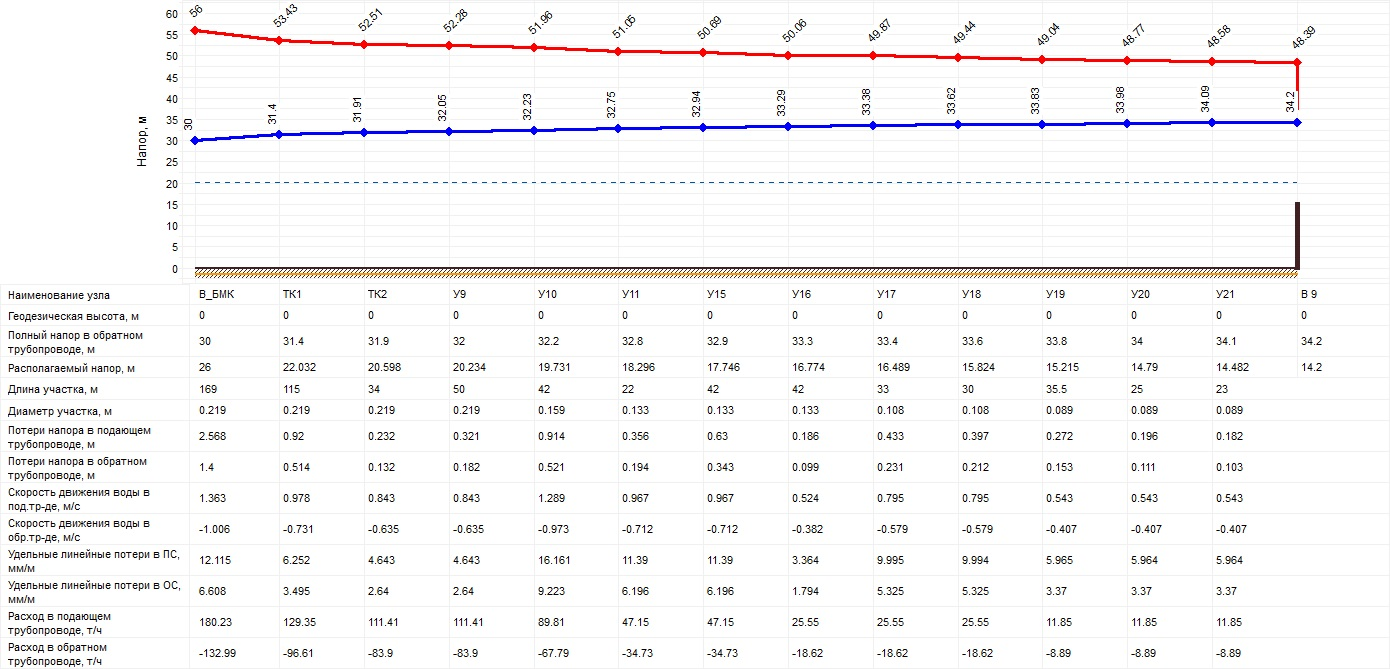 56 53.43 52.51 52.28 51.96 51.05 50.69 50.06 49.87 49.44 49.04 48.77 48.58 48.39
30 31.4 31.91 32.05 32.23 32.75 32.94 33.29 33.38 33.62 33.83 33.98 34.09 34.2
Напор, м
60
55
50
45
40
35
30
25
20
15
10
5
0
Наименование узла В_БМК ТК1 ТК2 У9 У10 У11 У15 У16 У17 У18 У19 У20 У21 В 9
Геодезическая высота, м 0 0 0 0 0 0 0 0 0 0 0 0 0 0
Полный напор в обратном
трубопроводе, м 30 31.4 31.9 32 32.2 32.8 32.9 33.3 33.4 33.6 33.8 34 34.1 34.2
Располагаемый напор, м 26 22.032 20.598 20.234 19.731 18.296 17.746 16.774 16.489 15.824 15.215 14.79 14.482 14.2
Длина участка, м 169 115 34 50 42 22 42 42 33 30 35.5 25 23
Диаметр участка, м 0.219 0.219 0.219 0.219 0.159 0.133 0.133 0.133 0.108 0.108 0.089 0.089 0.089
Потери напора в подающем
трубопроводе, м 2.568 0.92 0.232 0.321 0.914 0.356 0.63 0.186 0.433 0.397 0.272 0.196 0.182
Потери напора в обратном
трубопроводе, м 1.4 0.514 0.132 0.182 0.521 0.194 0.343 0.099 0.231 0.212 0.153 0.111 0.103
Скорость движения воды в
под.тр-де, м/с 1.363 0.978 0.843 0.843 1.289 0.967 0.967 0.524 0.795 0.795 0.543 0.543 0.543
Скорость движения воды в
обр.тр-де, м/с -1.006 -0.731 -0.635 -0.635 -0.973 -0.712 -0.712 -0.382 -0.579 -0.579 -0.407 -0.407 -0.407
Удельные линейные потери в ПС,
мм/м 12.115 6.252 4.643 4.643 16.161 11.39 11.39 3.364 9.995 9.994 5.965 5.964 5.964
Удельные линейные потери в ОС,
мм/м 6.608 3.495 2.64 2.64 9.223 6.196 6.196 1.794 5.325 5.325 3.37 3.37 3.37
Расход в подающем
трубопроводе, т/ч 180.23 129.35 111.41 111.41 89.81 47.15 47.15 25.55 25.55 25.55 11.85 11.85 11.85
Расход в обратном
трубопроводе, т/ч -132.99 -96.61 -83.9 -83.9 -67.79 -34.73 -34.73 -18.62 -18.62 -18.62 -8.89 -8.89 -8.89